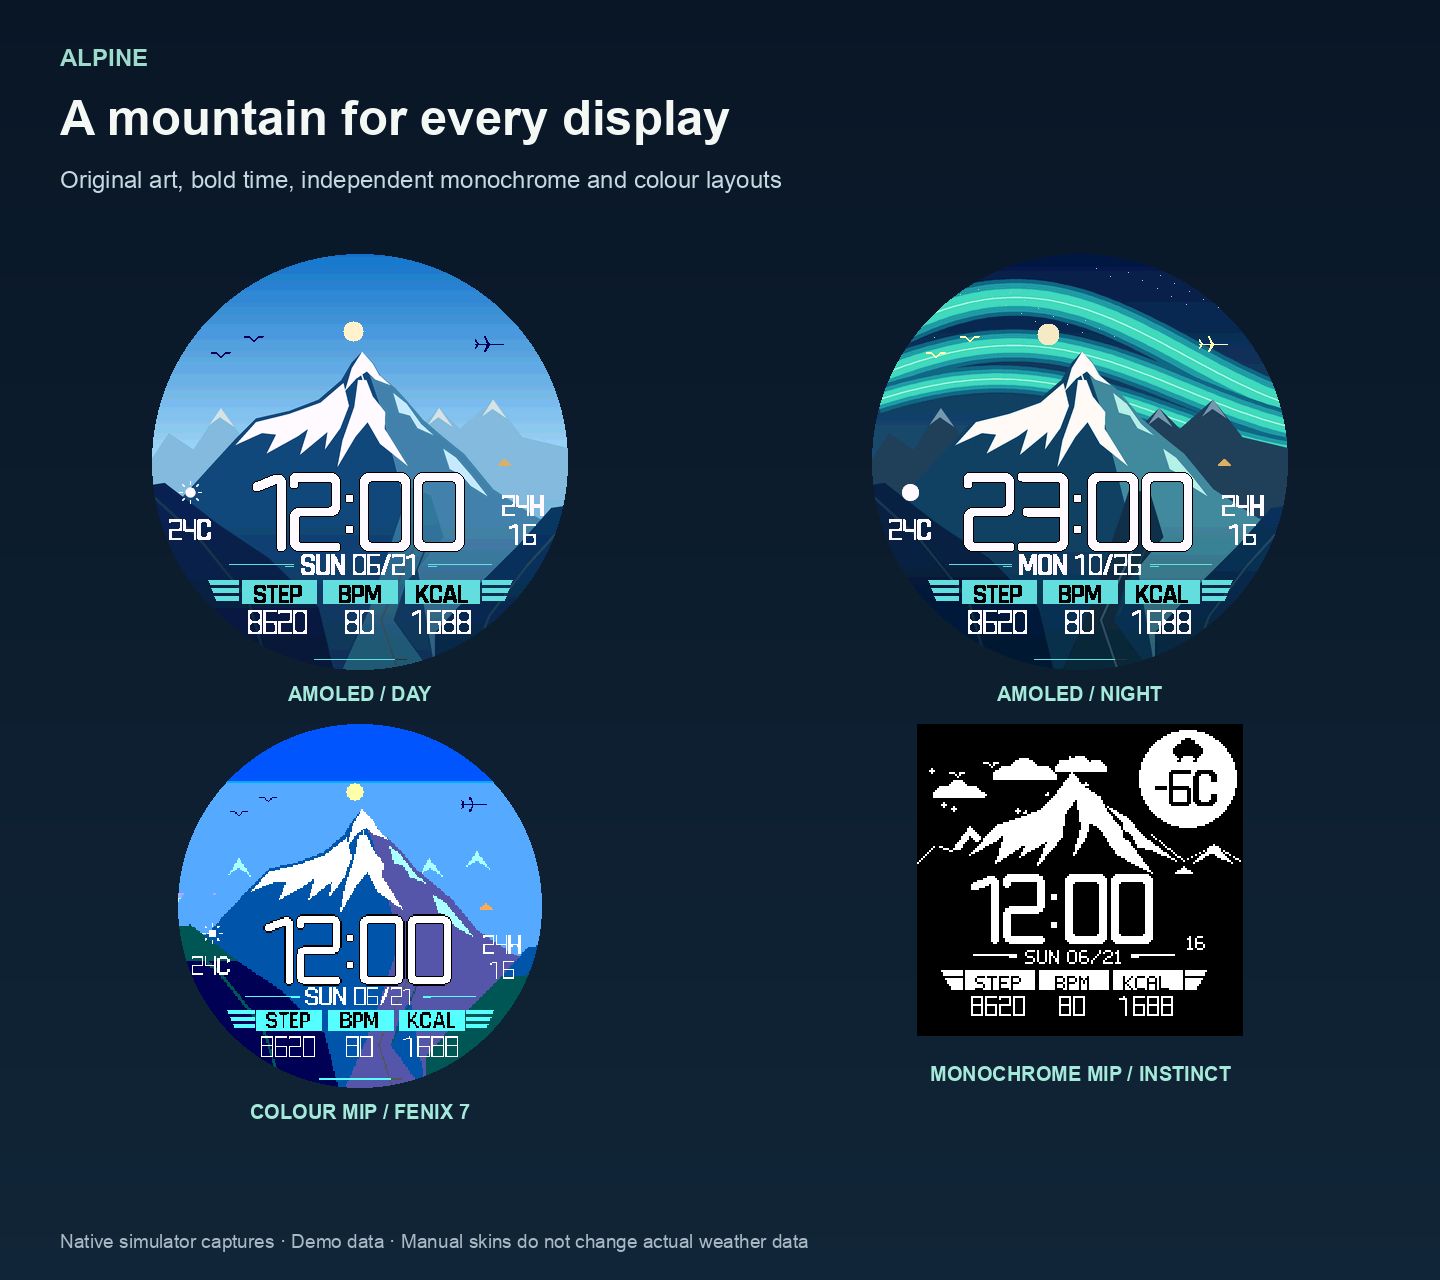 ALPINE
A mountain for every display
Original art, bold time, independent monochrome and colour layouts
12:00
24C
24H
16
SUN 06/21
STEP BPM KCAL
8620 80 1688
AMOLED / DAY
23:00
24C
24H
16
MON 10/26
STEP BPM KCAL
8620 80 1688
AMOLED / NIGHT
12:00
24C
24H
16
SUN 06/21
STEP BPM KCAL
8620 80 1688
COLOUR MIP / FENIX 7
-6C
12:00
16
SUN 06/21
STEP BPM KCAL
8620 80 1688
MONOCHROME MIP / INSTINCT
Native simulator captures · Demo data · Manual skins do not change actual weather data